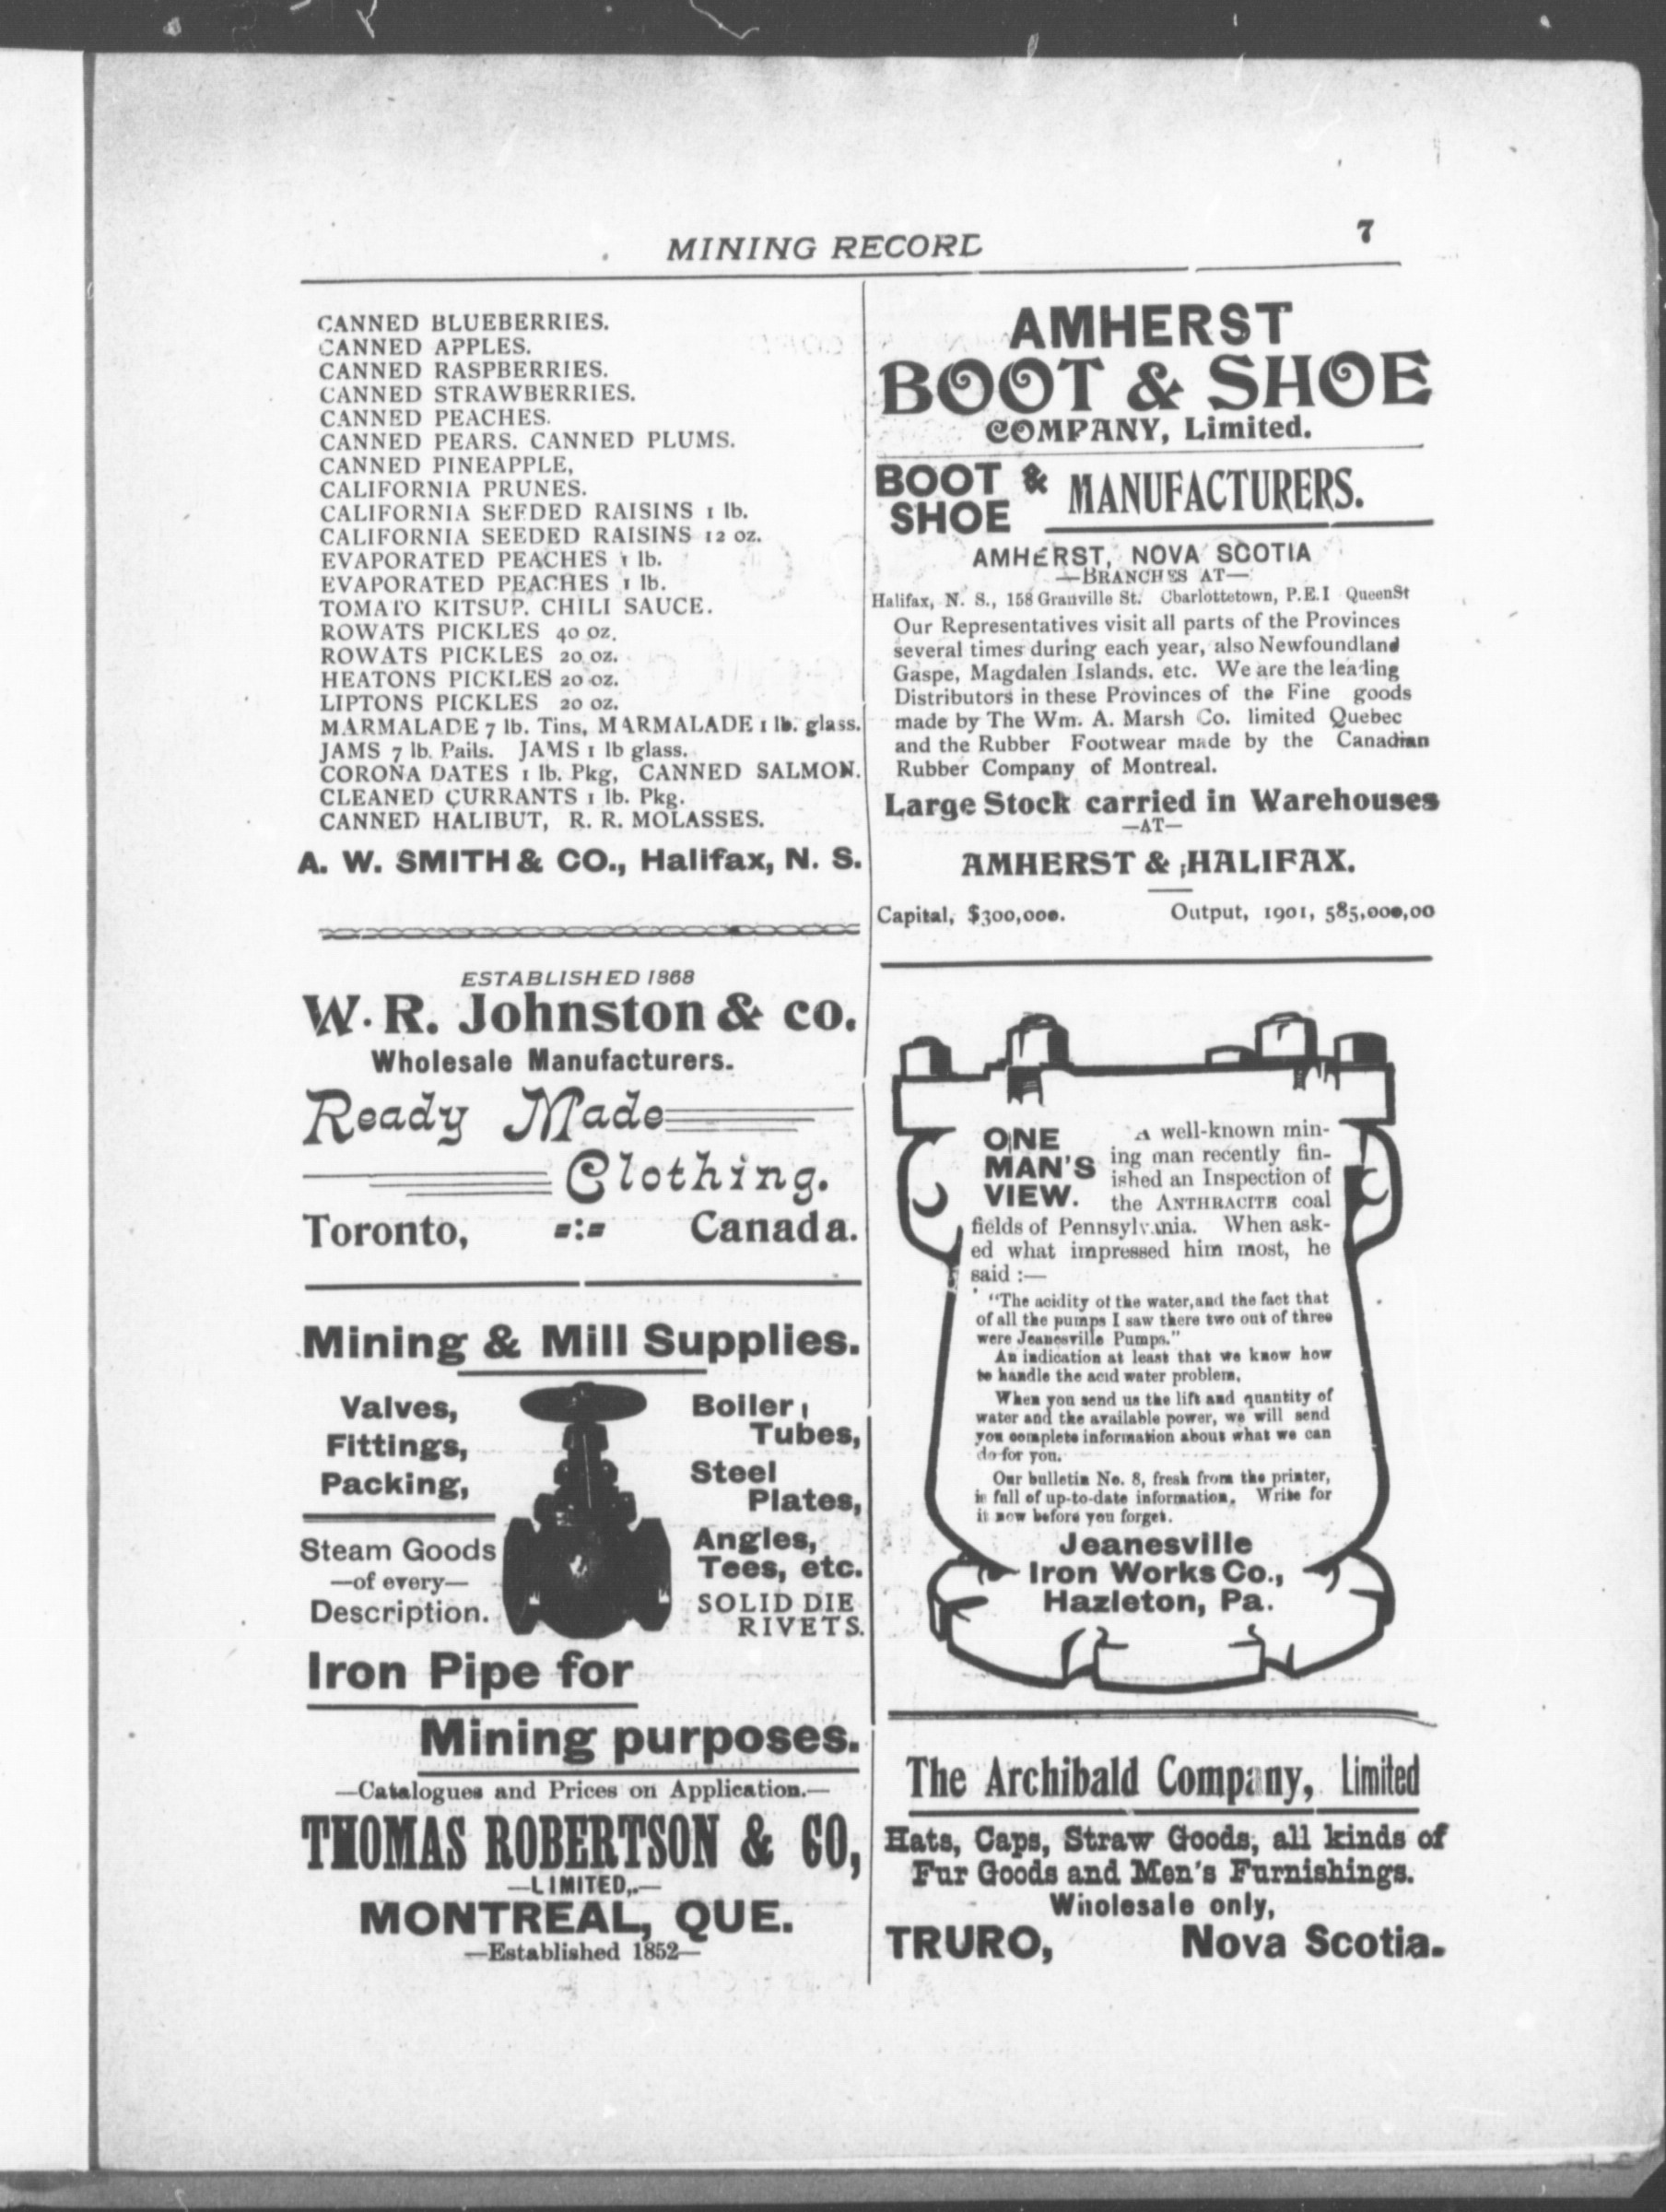 MINING RECORD
7
CANNED BLUEBERRIES.
CANNED APPLES.
CANNED RASPBERRIES.
CANNED STRAWBERRIES.
CANNED PEACHES.
CANNED PEARS. CANNED PLUMS.
CANNED PINEAPPLE,
CALIFORNIA PRUNES.
CALIFORNIA SEFDED RAISINS 1 lb.
CALIFORNIA SEEDED RAISINS 12 oz.
EVAPORATED PEACHES 1 lb.
EVAPORATED PEACHES 1 lb.
TOMATO KITSUP. CHILI SAUCE.
ROWATS PICKLES 40 oz.
ROWATS PICKLES 20 oz.
HEATONS PICKLES 20 oz.
LIPTONS PICKLES 20 oz.
MARMALADE 7 lb. Tins, MARMALADE 1 lb. glass.
JAMS 7 lb. Pails. JAMS 1 lb glass.
CORONA DATES 1 lb. Pkg, CANNED SALMON.
CLEANED CURRANTS 1 lb. Pkg.
CANNED HALIBUT, R. R. MOLASSES.
A. W. SMITH & CO., Halifax, N. S.
ESTABLISHED 1868
W. R. Johnston & co.
Wholesale Manufacturers.
Ready Made
Clothing.
Toronto, -:- Canada.
Mining & Mill Supplies.
Valves,
Fittings,
Packing,
Steam Goods
—of every—
Description.
Boiler,
Tubes,
Steel
Plates,
Angles,
Tees, etc.
SOLID DIE
RIVETS.
Iron Pipe for
Mining purposes.
—Catalogues and Prices on Application.—
THOMAS ROBERTSON & CO,
—LIMITED,.—
MONTREAL, QUE.
—Established 1852—
AMHERST
BOOT & SHOE
COMPANY, Limited.
BOOT & SHOE MANUFACTURERS.
AMHERST, NOVA SCOTIA
—BRANCHES AT—
Halifax, N. S., 158 Granville St. Charlottetown, P.E.I QueenSt
Our Representatives visit all parts of the Provinces
several times during each year, also Newfoundland
Gaspe, Magdalen Islands. etc. We are the leading
Distributors in these Provinces of the Fine goods
made by The Wm. A. Marsh Co. limited Quebec
and the Rubber Footwear made by the Canadian
Rubber Company of Montreal.
Large Stock carried in Warehouses
—AT—
AMHERST & HALIFAX.
Capital, $300,000. Output, 1901, 585,000,00
ONE
MAN'S
VIEW.
A well-known min-
ing man recently fin-
ished an Inspection of
the ANTHRACITE coal
fields of Pennsylvania. When ask-
ed what impressed him most, he
said :—
"The acidity of the water, and the fact that
of all the pumps I saw there two out of three
were Jeanesville Pumps."
An indication at least that we know how
to handle the acid water problem.
When you send us the lift and quantity of
water and the available power, we will send
you complete information about what we can
do for you.
Our bulletin No. 8, fresh from the printer,
is full of up-to-date information. Write for
it now before you forget.
Jeanesville
Iron Works Co.,
Hazleton, Pa.
The Archibald Company, Limited
Hats, Caps, Straw Goods, all kinds of
Fur Goods and Men's Furnishings.
Wholesale only,
TRURO, Nova Scotia.